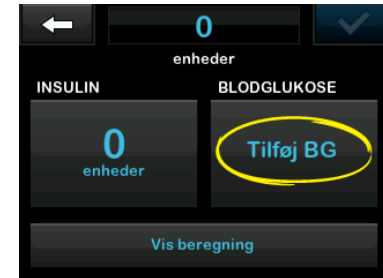 0
enheder
INSULIN
BLODGLUKOSE
0
enheder
Tilføj BG
Vis beregning